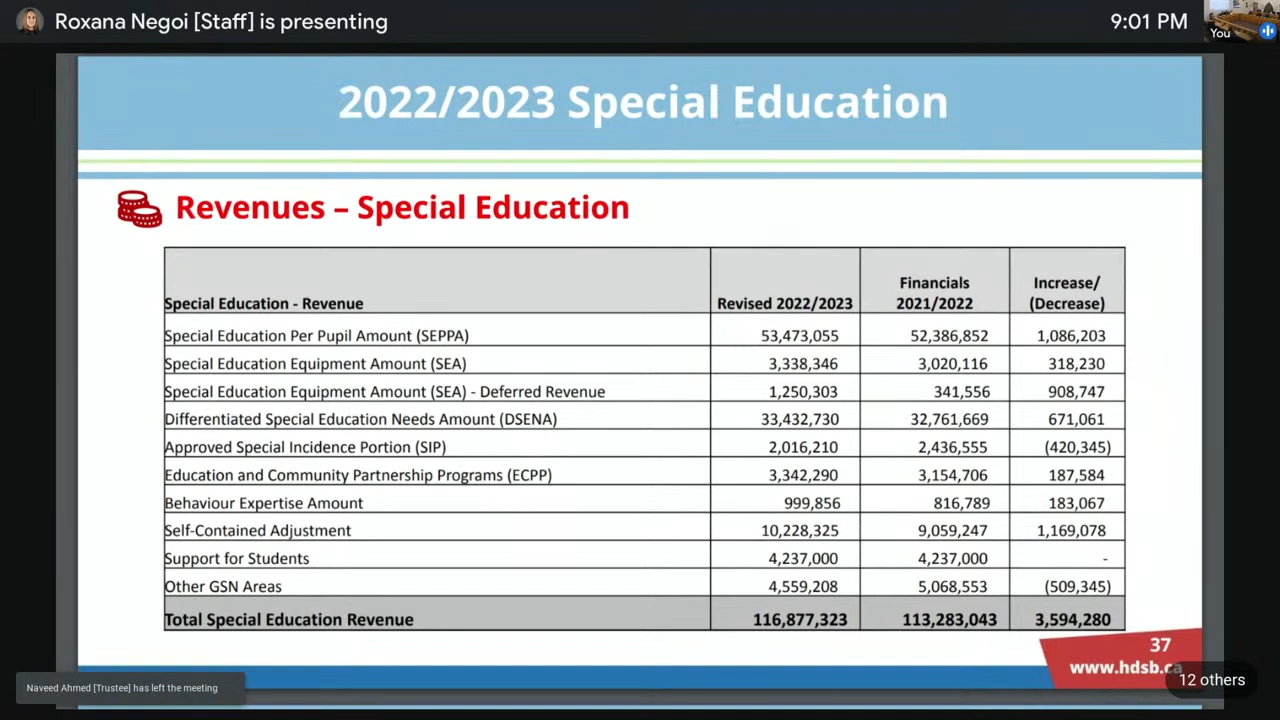 Roxana Negoi [Staff] is presenting
9:01 PM
You
2022/2023 Special Education
Revenues – Special Education
Special Education - Revenue Revised 2022/2023 Financials 2021/2022 Increase/ (Decrease)
Special Education Per Pupil Amount (SEPPA) 53,473,055 52,386,852 1,086,203
Special Education Equipment Amount (SEA) 3,338,346 3,020,116 318,230
Special Education Equipment Amount (SEA) - Deferred Revenue 1,250,303 341,556 908,747
Differentiated Special Education Needs Amount (DSENA) 33,432,730 32,761,669 671,061
Approved Special Incidence Portion (SIP) 2,016,210 2,436,555 (420,345)
Education and Community Partnership Programs (ECPP) 3,342,290 3,154,706 187,584
Behaviour Expertise Amount 999,856 816,789 183,067
Self-Contained Adjustment 10,228,325 9,059,247 1,169,078
Support for Students 4,237,000 4,237,000 -
Other GSN Areas 4,559,208 5,068,553 (509,345)
Total Special Education Revenue 116,877,323 113,283,043 3,594,280
37
www.hdsb.ca
12 others
Naveed Ahmed [Trustee] has left the meeting